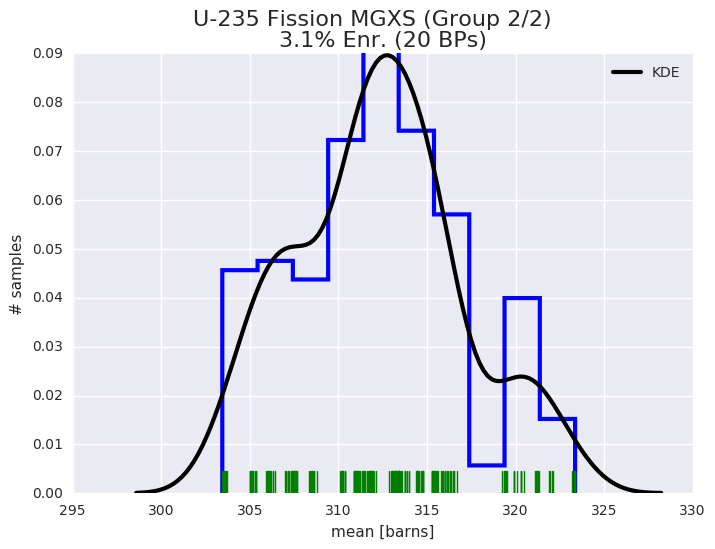 U-235 Fission MGXS (Group 2/2)
3.1% Enr. (20 BPs)
KDE
0.09
0.08
0.07
0.06
0.05
0.04
0.03
0.02
0.01
0.00
# samples
295 300 305 310 315 320 325 330
mean [barns]